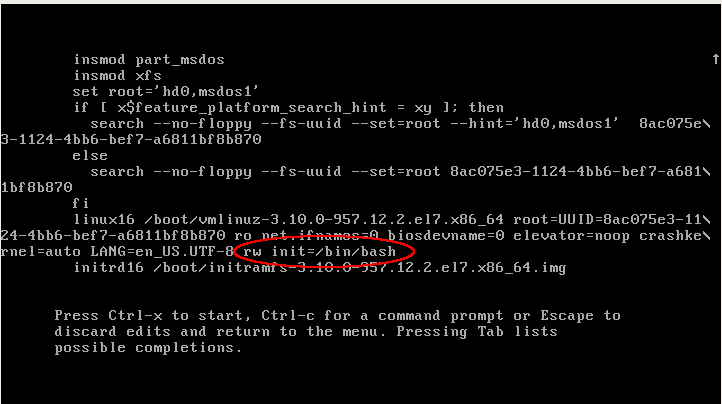 insmod part_msdos
insmod xfs
set root='hd0,msdos1'
if [ x$feature_platform_search_hint = xy ]; then
search --no-floppy --fs-uuid --set=root --hint='hd0,msdos1'  8ac075e\
3-1124-4bb6-bef7-a6811bf8b870
else
search --no-floppy --fs-uuid --set=root 8ac075e3-1124-4bb6-bef7-a681\
1bf8b870
fi
linux16 /boot/vmlinuz-3.10.0-957.12.2.el7.x86_64 root=UUID=8ac075e3-11\
24-4bb6-bef7-a6811bf8b870 ro net.ifnames=0 biosdevname=0 elevator=noop crashke\
rnel=auto LANG=en_US.UTF-8 rw init=/bin/bash
initrd16 /boot/initramfs-3.10.0-957.12.2.el7.x86_64.img
Press Ctrl-x to start, Ctrl-c for a command prompt or Escape to
discard edits and return to the menu. Pressing Tab lists
possible completions.